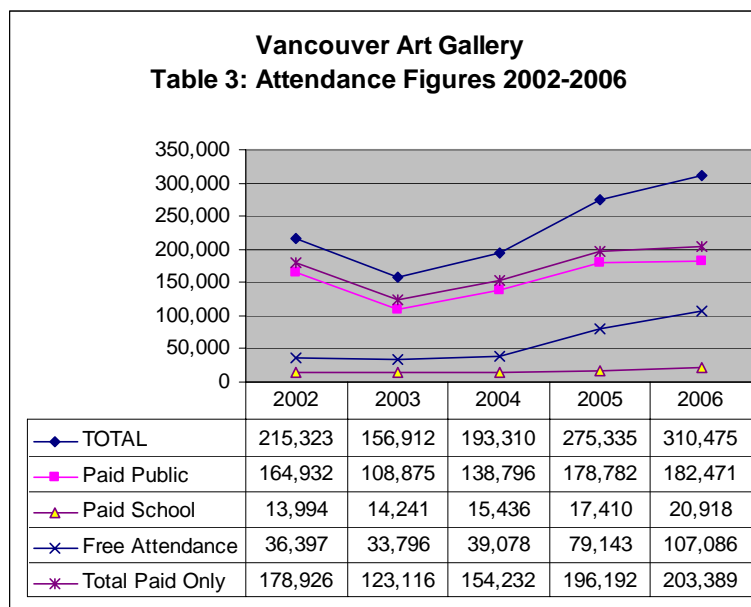 Vancouver Art Gallery
Table 3: Attendance Figures 2002-2006
350,000
300,000
250,000
200,000
150,000
100,000
50,000
0
2002 2003 2004 2005 2006
TOTAL 215,323 156,912 193,310 275,335 310,475
Paid Public 164,932 108,875 138,796 178,782 182,471
Paid School 13,994 14,241 15,436 17,410 20,918
Free Attendance 36,397 33,796 39,078 79,143 107,086
Total Paid Only 178,926 123,116 154,232 196,192 203,389